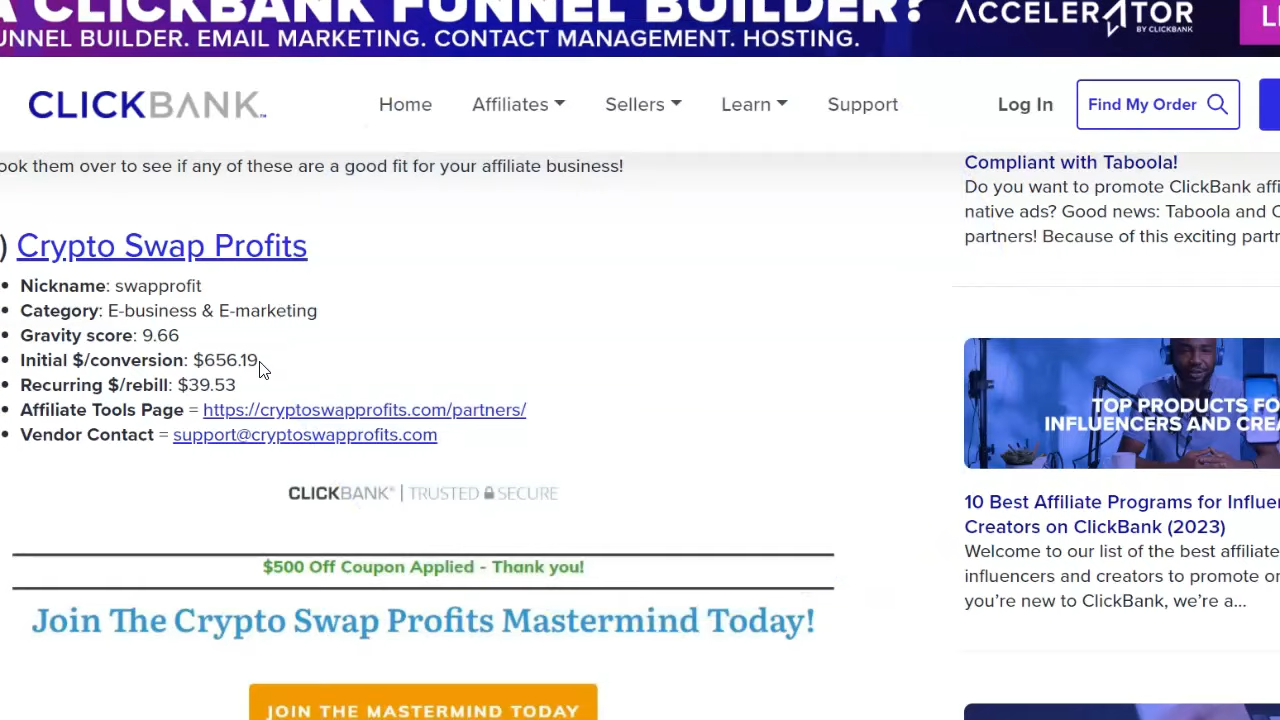 A CLICKBANK FUNNEL BUILDER?
UNNEL BUILDER. EMAIL MARKETING. CONTACT MANAGEMENT. HOSTING.
ACCELERATOR
BY CLICKBANK
CLICKBANK™
Home
Affiliates
Sellers
Learn
Support
Log In
Find My Order
ook them over to see if any of these are a good fit for your affiliate business!
) Crypto Swap Profits
• Nickname: swapprofit
• Category: E-business & E-marketing
• Gravity score: 9.66
• Initial $/conversion: $656.19
• Recurring $/rebill: $39.53
• Affiliate Tools Page = https://cryptoswapprofits.com/partners/
• Vendor Contact = support@cryptoswapprofits.com
CLICKBANK® | TRUSTED SECURE
$500 Off Coupon Applied - Thank you!
Join The Crypto Swap Profits Mastermind Today!
JOIN THE MASTERMIND TODAY
Compliant with Taboola!
Do you want to promote ClickBank affi
native ads? Good news: Taboola and C
partners! Because of this exciting part
TOP PRODUCTS FO
INFLUENCERS AND CREA
10 Best Affiliate Programs for Influe
Creators on ClickBank (2023)
Welcome to our list of the best affiliate
influencers and creators to promote o
you're new to ClickBank, we're a...